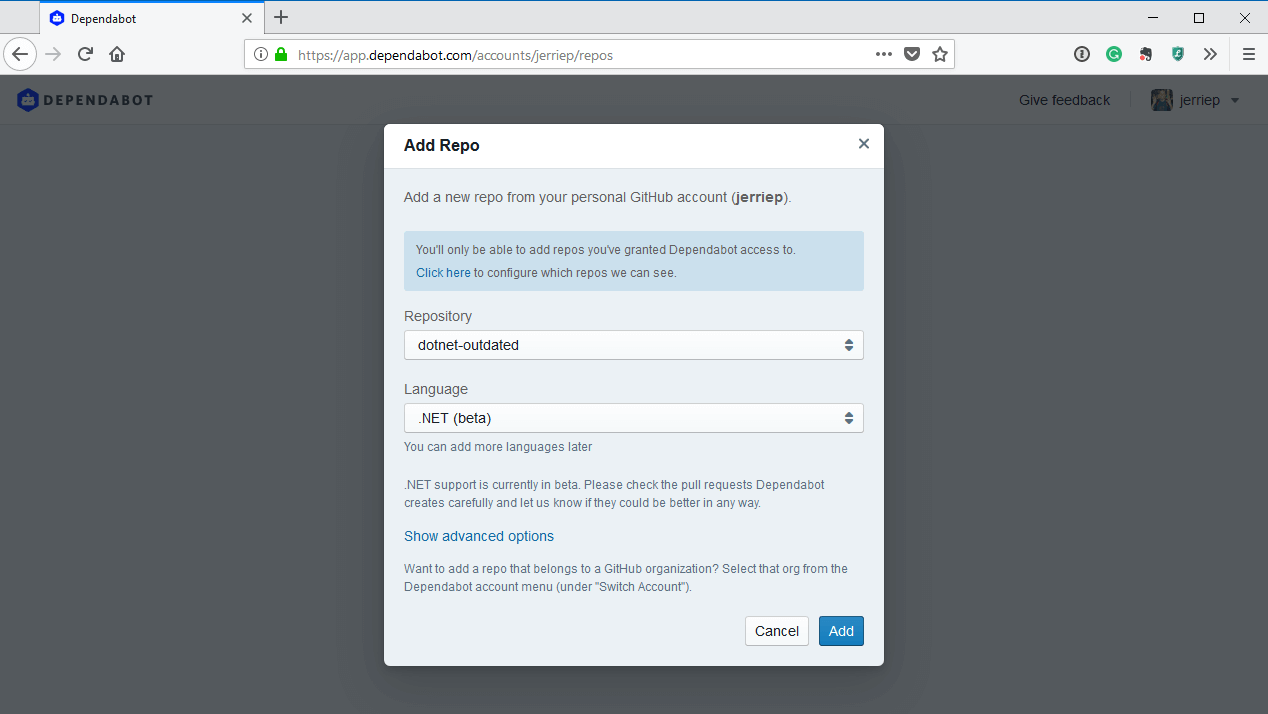 Dependabot
https://app.dependabot.com/accounts/jerriep/repos
DEPENDABOT
Give feedback
jerriep
Add Repo
Add a new repo from your personal GitHub account (jerriep).
You'll only be able to add repos you've granted Dependabot access to.
Click here to configure which repos we can see.
Repository
dotnet-outdated
Language
.NET (beta)
You can add more languages later
.NET support is currently in beta. Please check the pull requests Dependabot
creates carefully and let us know if they could be better in any way.
Show advanced options
Want to add a repo that belongs to a GitHub organization? Select that org from the
Dependabot account menu (under "Switch Account").
Cancel
Add